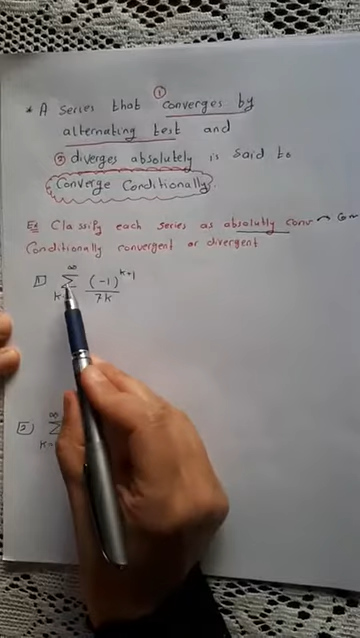 * A series that ① converges by
alternating test and
② diverges absolutely is said to
Converge Conditionally.
Ex Classify each series as absolutly conv
Conditionally convergent or divergent
1 ∞ Σ (-1)^{k+1} / 7k
2 ∞ Σ